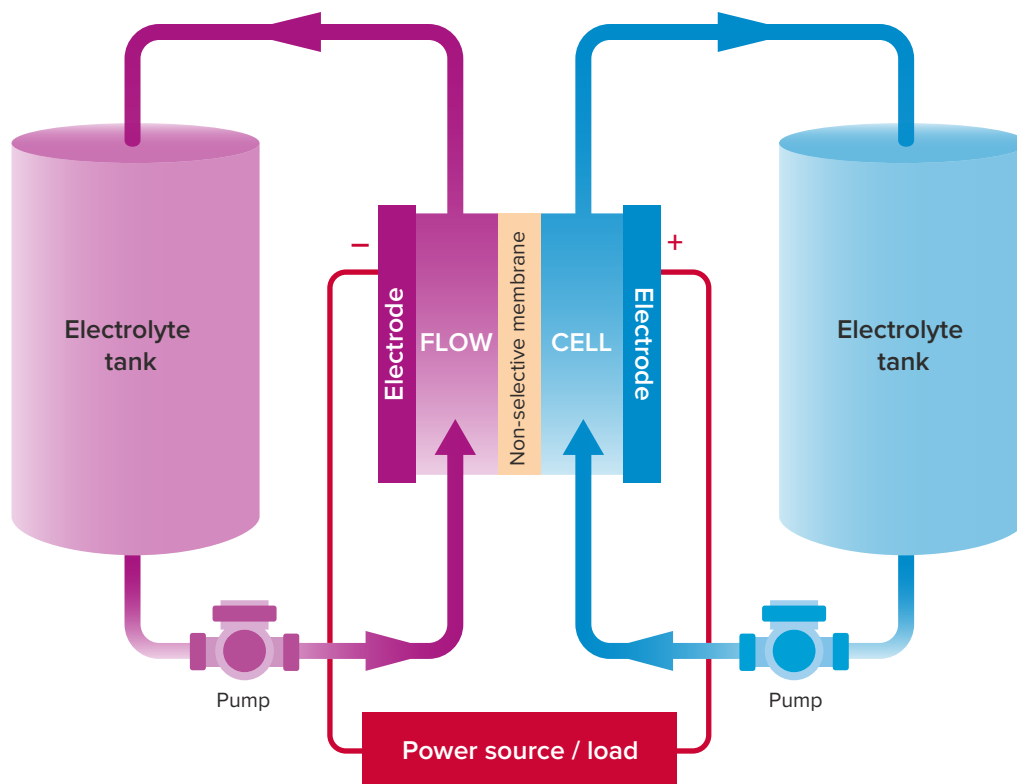 Electrolyte
tank
–
Electrode
FLOW
Non-selective membrane
CELL
Electrode
+
Electrolyte
tank
Pump
Pump
Power source / load